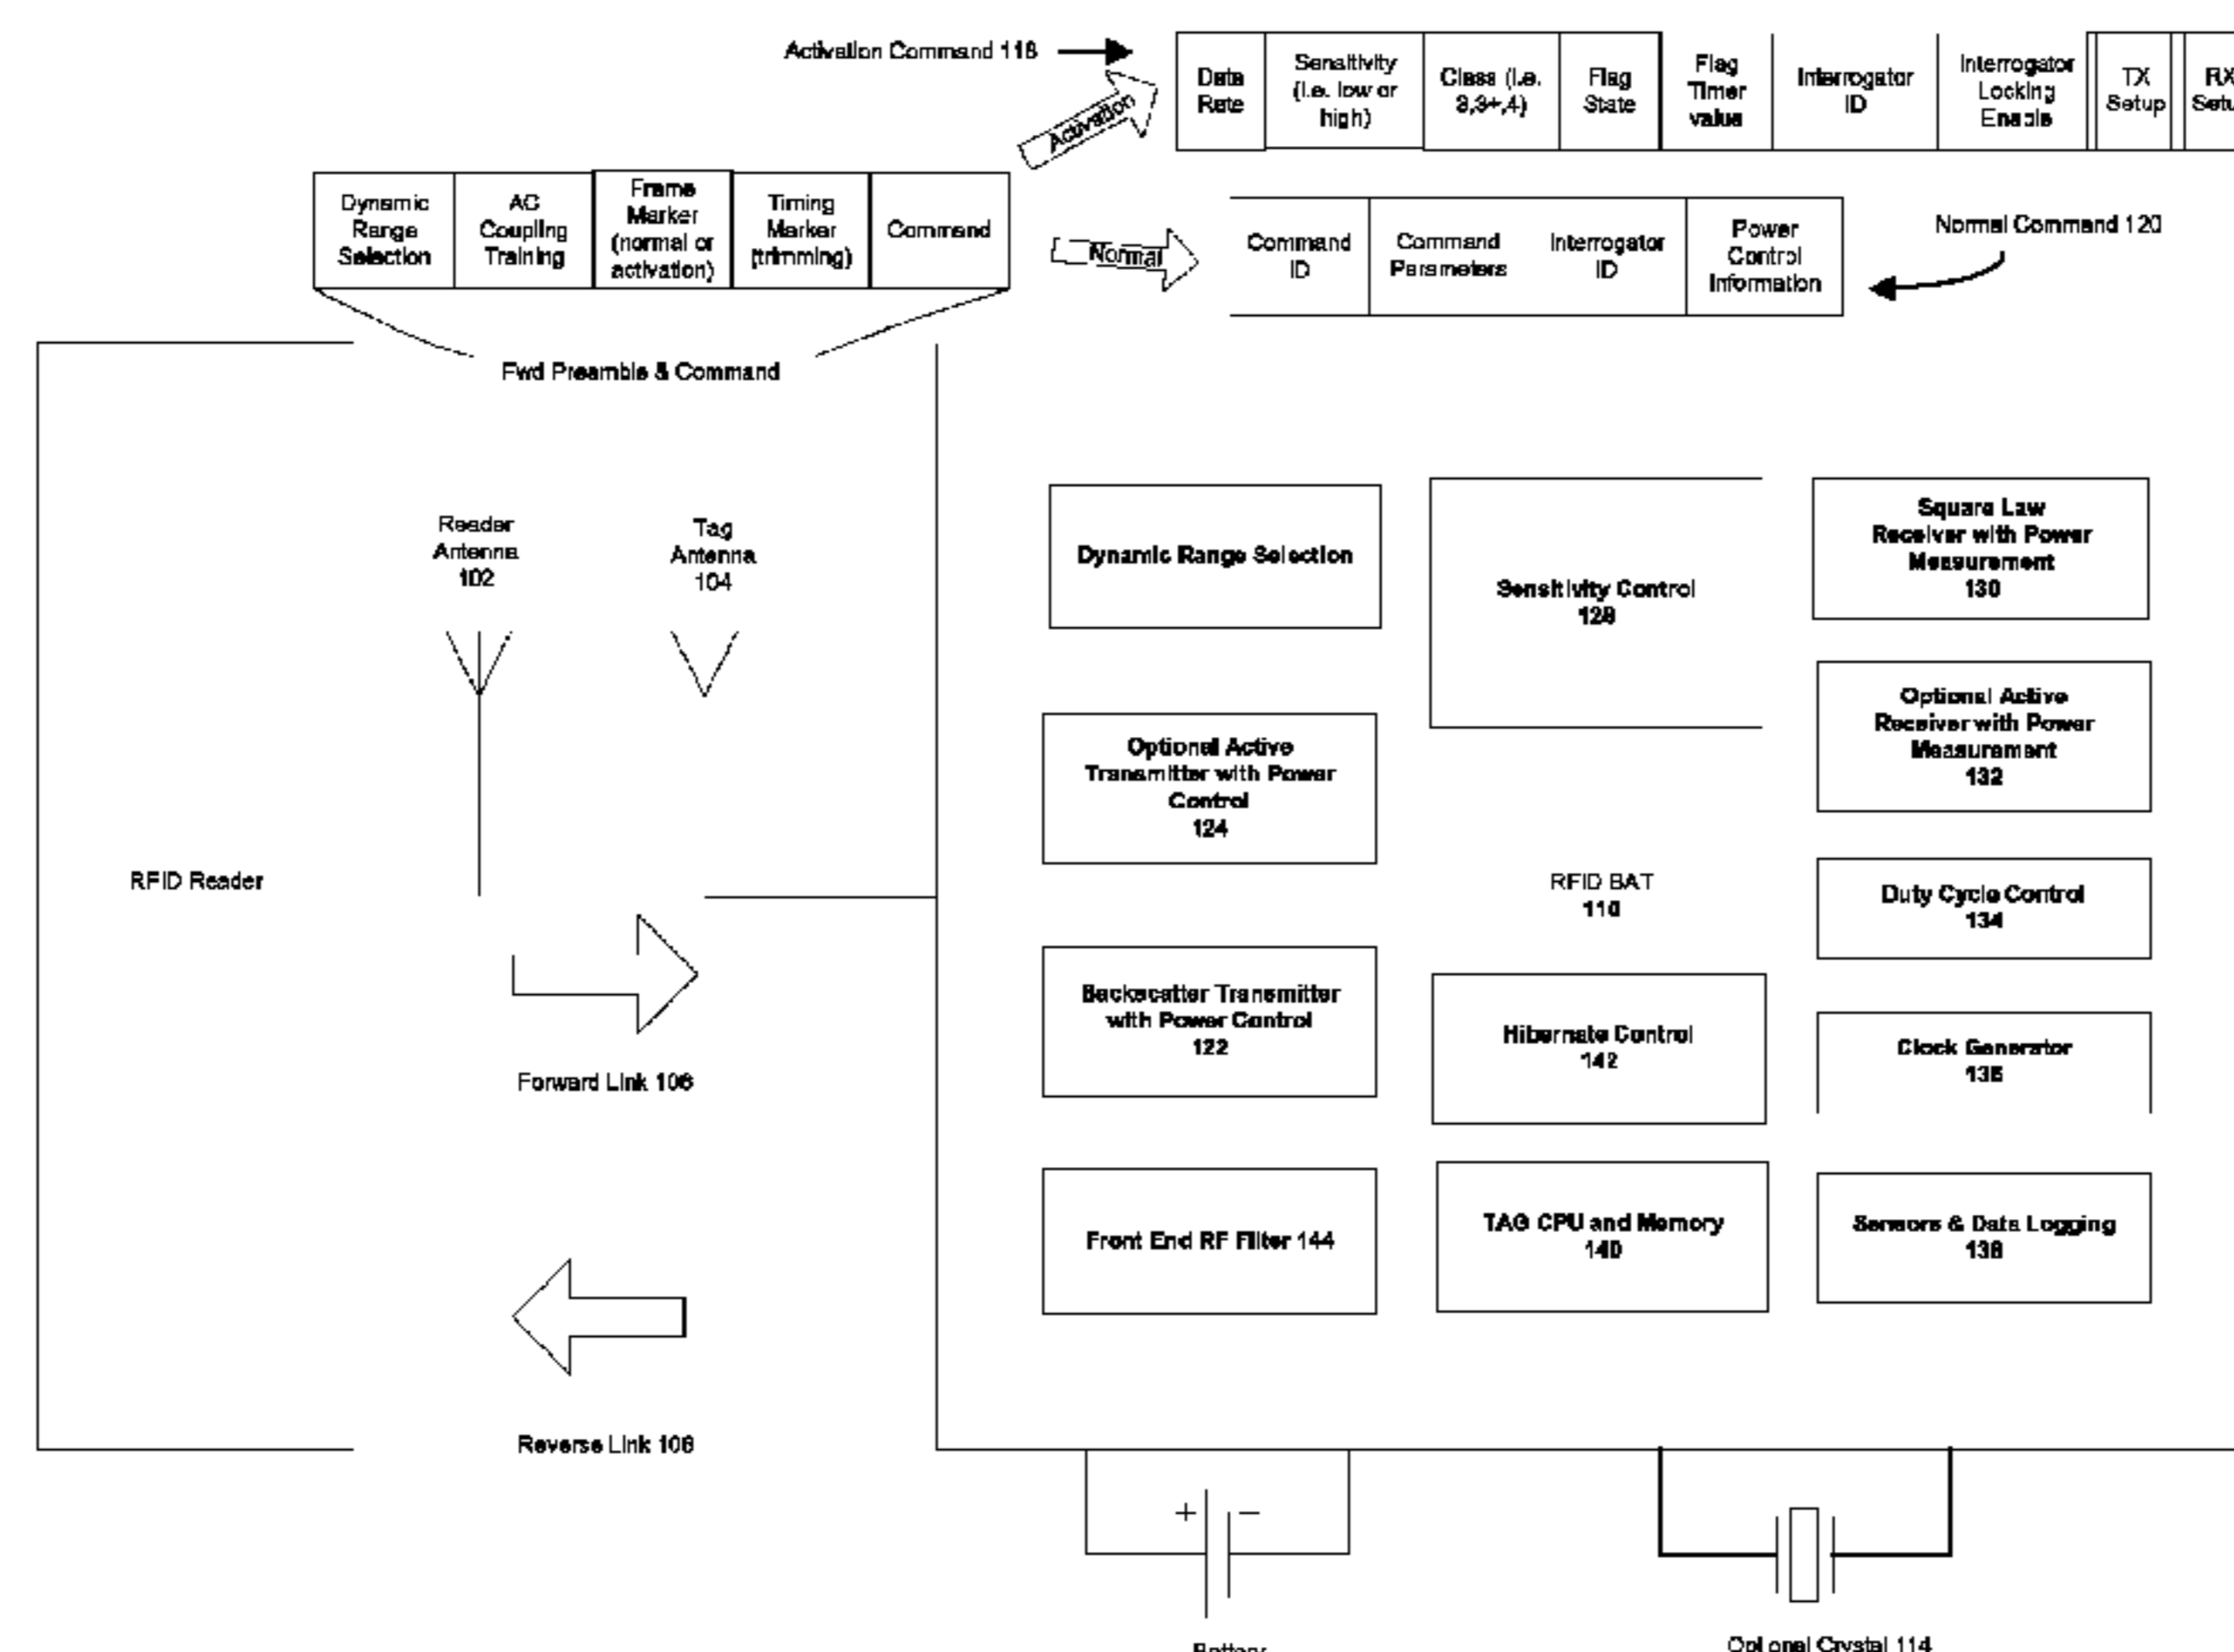 Activation Command 118
Activation
Data
Rate
Sensitivity
(i.e. low or
high)
Class (i.e.
3,3+,4)
Flag
State
Flag
Timer
value
Interrogator
ID
Interrogator
Locking
Enable
TX
Setup
RX
Dynamic
Range
Selection
AC
Coupling
Training
Frame
Marker
(normal or
activation)
Timing
Marker
(trimming)
Command
Normal
Command
ID
Command
Parameters
Interrogator
ID
Power
Control
Information
Normal Command 120
Fwd Preamble & Command
Reader
Antenna
102
Tag
Antenna
104
RFID Reader
Forward Link 106
Reverse Link 108
Dynamic Range Selection
Sensitivity Control
128
Square Law
Receiver with Power
Measurement
130
Optional Active
Transmitter with Power
Control
124
Optional Active
Receiver with Power
Measurement
132
RFID BAT
110
Duty Cycle Control
134
Backscatter Transmitter
with Power Control
122
Hibernate Control
142
Clock Generator
136
Front End RF Filter 144
TAG CPU and Memory
140
Sensors & Data Logging
138
+ −
Battery
Optional Crystal 114